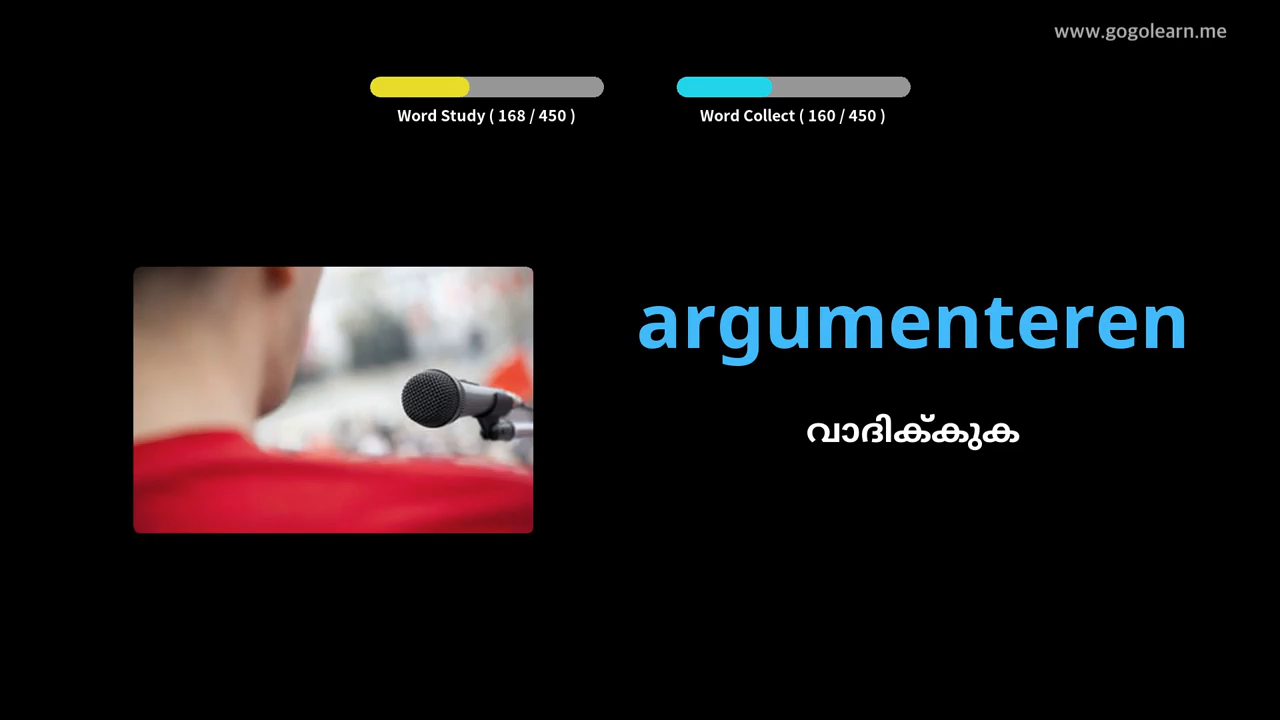 www.gogolearn.me
Word Study ( 168 / 450 )
Word Collect ( 160 / 450 )
argumenteren
വാദിക്കുക